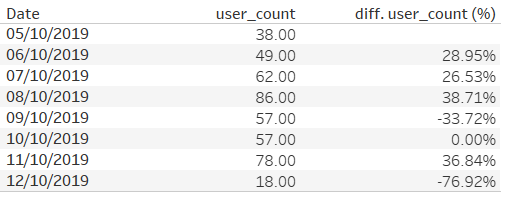 Date user_count diff. user_count (%)
05/10/2019 38.00
06/10/2019 49.00 28.95%
07/10/2019 62.00 26.53%
08/10/2019 86.00 38.71%
09/10/2019 57.00 -33.72%
10/10/2019 57.00 0.00%
11/10/2019 78.00 36.84%
12/10/2019 18.00 -76.92%